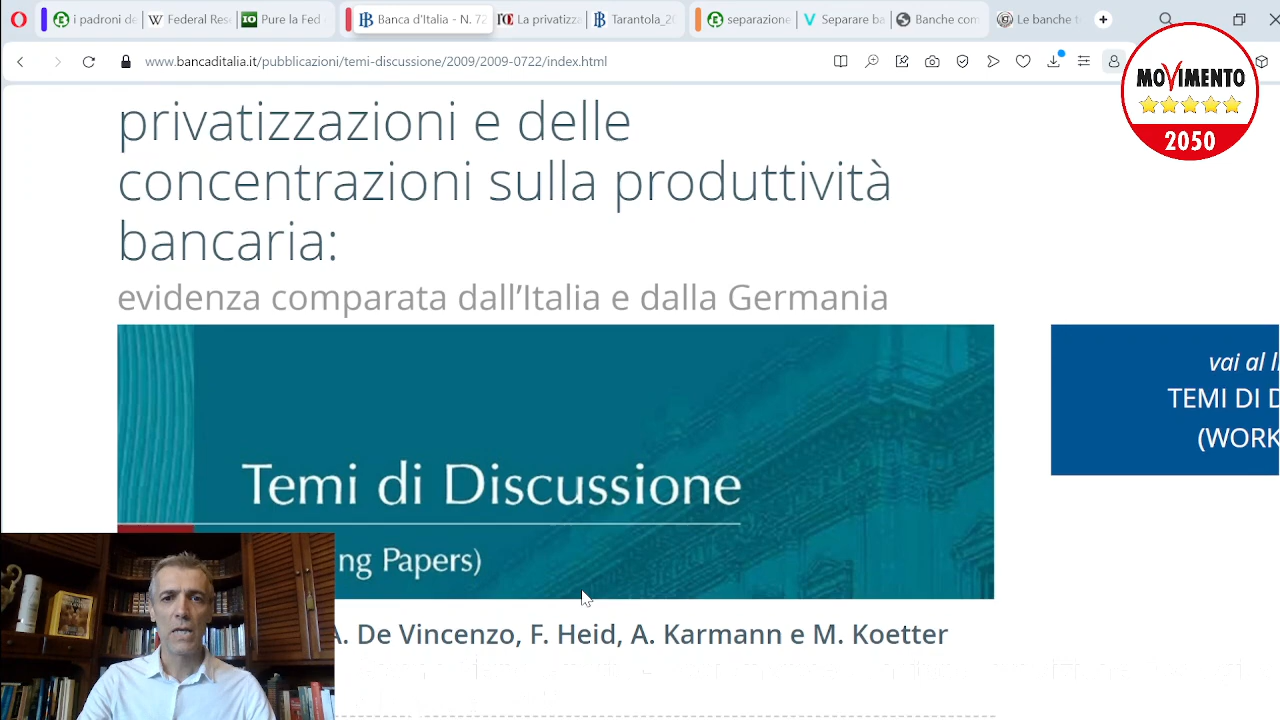 i padroni de
Federal Res
Pure la Fed
Banca d'Italia - N. 72
La privatizza
Tarantola_20
separazione
Separare ba
Banche com
Le banche t
www.bancaditalia.it/pubblicazioni/temi-discussione/2009/2009-0722/index.html
MOVIMENTO
2050
privatizzazioni e delle
concentrazioni sulla produttività
bancaria:
evidenza comparata dall'Italia e dalla Germania
vai al l
TEMI DI D
(WORK
Temi di Discussione
ng Papers)
A. De Vincenzo, F. Heid, A. Karmann e M. Koetter